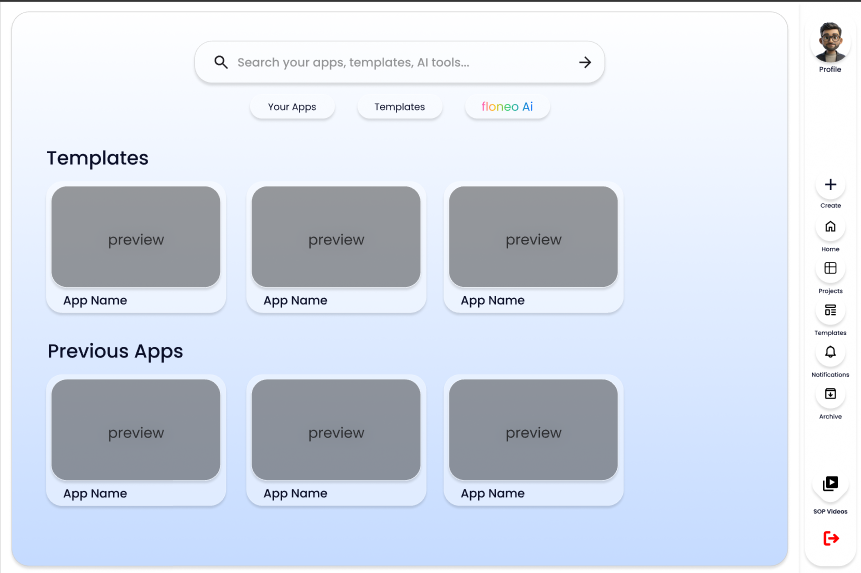 Search your apps, templates, AI tools...
Your Apps
Templates
floneo Ai
Templates
preview
preview
preview
App Name
App Name
App Name
Previous Apps
preview
preview
preview
App Name
App Name
App Name
Profile
Create
Home
Projects
Templates
Notifications
Archive
SOP Videos